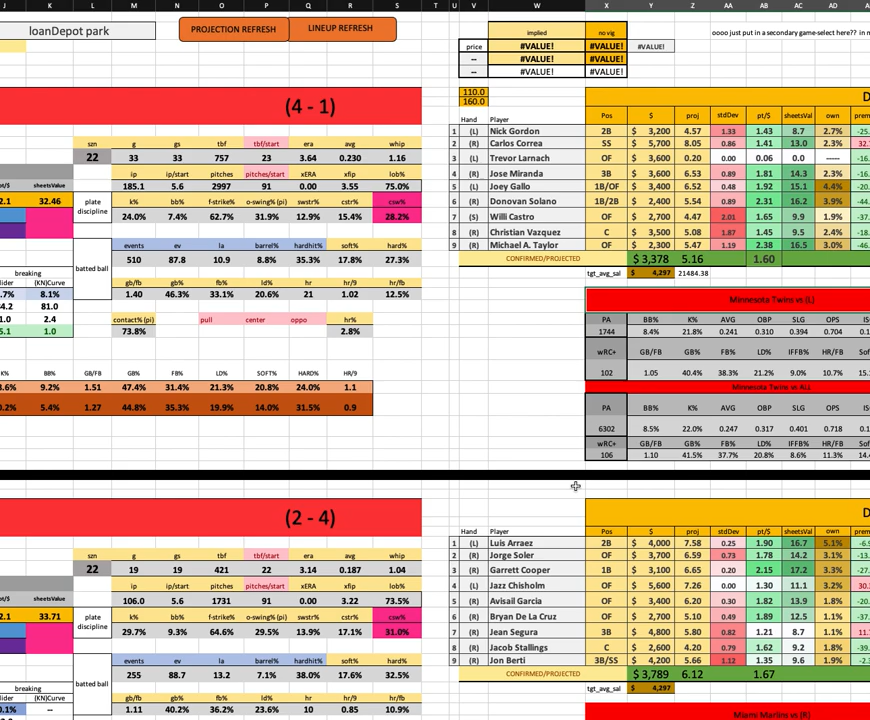 J K L M N O P Q R S T U V W X Y Z AA AB AC AD
loanDepot park PROJECTION REFRESH LINEUP REFRESH implied no vig oooo just put in a secondary game-select here??
price #VALUE! #VALUE! #VALUE!
-- #VALUE! #VALUE!
-- #VALUE! #VALUE!
(4 - 1) 110.0 D
160.0
Hand Player Pos $ proj stdDev pt/$ sheetsVal own
1 (L) Nick Gordon 2B $ 3,200 4.57 1.33 1.43 8.7 2.7%
2 (R) Carlos Correa SS $ 5,700 8.05 0.86 1.41 13.0 2.3%
3 (L) Trevor Larnach OF $ 3,600 0.20 0.00 0.06 0.0 -----
4 (R) Jose Miranda 3B $ 3,600 6.53 0.89 1.81 14.3 2.3%
5 (L) Joey Gallo 1B/OF $ 3,400 6.52 0.48 1.92 15.1 4.4%
6 (R) Donovan Solano 1B/2B $ 2,400 5.54 0.89 2.31 16.2 3.9%
7 (S) Willi Castro OF $ 2,700 4.47 2.01 1.65 9.9 1.9%
8 (R) Christian Vazquez C $ 3,500 5.08 1.87 1.45 9.5 2.4%
9 (R) Michael A. Taylor OF $ 2,300 5.47 1.19 2.38 16.5 3.0%
CONFIRMED/PROJECTED $ 3,378 5.16 1.60
tgt_avg_sal $ 4,297 21484.38
szn g gs tbf tbf/start era avg whip
22 33 33 757 23 3.64 0.230 1.16
ip ip/start pitches pitches/start xERA xfip lob%
185.1 5.6 2997 91 0.00 3.55 75.0%
pt/$ sheetsValue
2.1 32.46
plate discipline
k% bb% f-strike% o-swing% (pi) swstr% cstr% csw%
24.0% 7.4% 62.7% 31.9% 12.9% 15.4% 28.2%
batted ball
events ev la barrel% hardhit% soft% hard%
510 87.8 10.9 8.8% 35.3% 17.8% 27.3%
gb/fb gb% fb% ld% hr hr/9 hr/fb
1.40 46.3% 33.1% 20.6% 21 1.02 12.5%
breaking
(KN)Curve
8.1%
81.0
2.4
1.0
contact% (pi) pull center oppo hr%
73.8% 2.8%
K% BB% GB/FB GB% FB% LD% SOFT% HARD% HR/9
9.2% 1.51 47.4% 31.4% 21.3% 20.8% 24.0% 1.1
5.4% 1.27 44.8% 35.3% 19.9% 14.0% 31.5% 0.9
Minnesota Twins vs (L)
PA BB% K% AVG OBP SLG OPS
1744 8.4% 21.8% 0.241 0.310 0.394 0.704
wRC+ GB/FB GB% FB% LD% IFFB% HR/FB
102 1.05 40.4% 38.3% 21.2% 9.0% 10.7%
Minnesota Twins vs ALL
PA BB% K% AVG OBP SLG OPS
6302 8.5% 22.0% 0.247 0.317 0.401 0.718
wRC+ GB/FB GB% FB% LD% IFFB% HR/FB
106 1.10 41.5% 37.7% 20.8% 8.6% 11.3%
(2 - 4) D
Hand Player Pos $ proj stdDev pt/$ sheetsVal own
1 (L) Luis Arraez 2B $ 4,000 7.58 0.25 1.90 16.7 5.1%
2 (R) Jorge Soler OF $ 3,700 6.59 0.73 1.78 14.2 3.1%
3 (R) Garrett Cooper 1B $ 3,100 6.65 0.20 2.15 17.2 3.3%
4 (L) Jazz Chisholm OF $ 5,600 7.26 0.00 1.30 11.1 3.2%
5 (R) Avisail Garcia OF $ 3,400 6.20 0.30 1.82 13.9 1.8%
6 (R) Bryan De La Cruz OF $ 2,700 5.10 0.49 1.89 12.5 1.1%
7 (R) Jean Segura 3B $ 4,800 5.80 0.82 1.21 8.7 1.1%
8 (R) Jacob Stallings C $ 2,600 4.20 0.79 1.62 9.2 1.8%
9 (R) Jon Berti 3B/SS $ 4,200 5.66 1.12 1.35 9.6 1.9%
CONFIRMED/PROJECTED $ 3,789 6.12 1.67
tgt_avg_sal $ 4,297
szn g gs tbf tbf/start era avg whip
22 19 19 421 22 3.14 0.187 1.04
ip ip/start pitches pitches/start xERA xfip lob%
106.0 5.6 1731 91 0.00 3.22 73.5%
pt/$ sheetsValue
2.1 33.71
plate discipline
k% bb% f-strike% o-swing% (pi) swstr% cstr% csw%
29.7% 9.3% 64.6% 29.5% 13.9% 17.1% 31.0%
batted ball
events ev la barrel% hardhit% soft% hard%
255 88.7 13.2 7.1% 38.0% 17.6% 32.5%
gb/fb gb% fb% ld% hr hr/9 hr/fb
1.11 40.2% 36.2% 23.6% 10 0.85 10.9%
breaking
(KN)Curve
--
Miami Marlins vs (R)